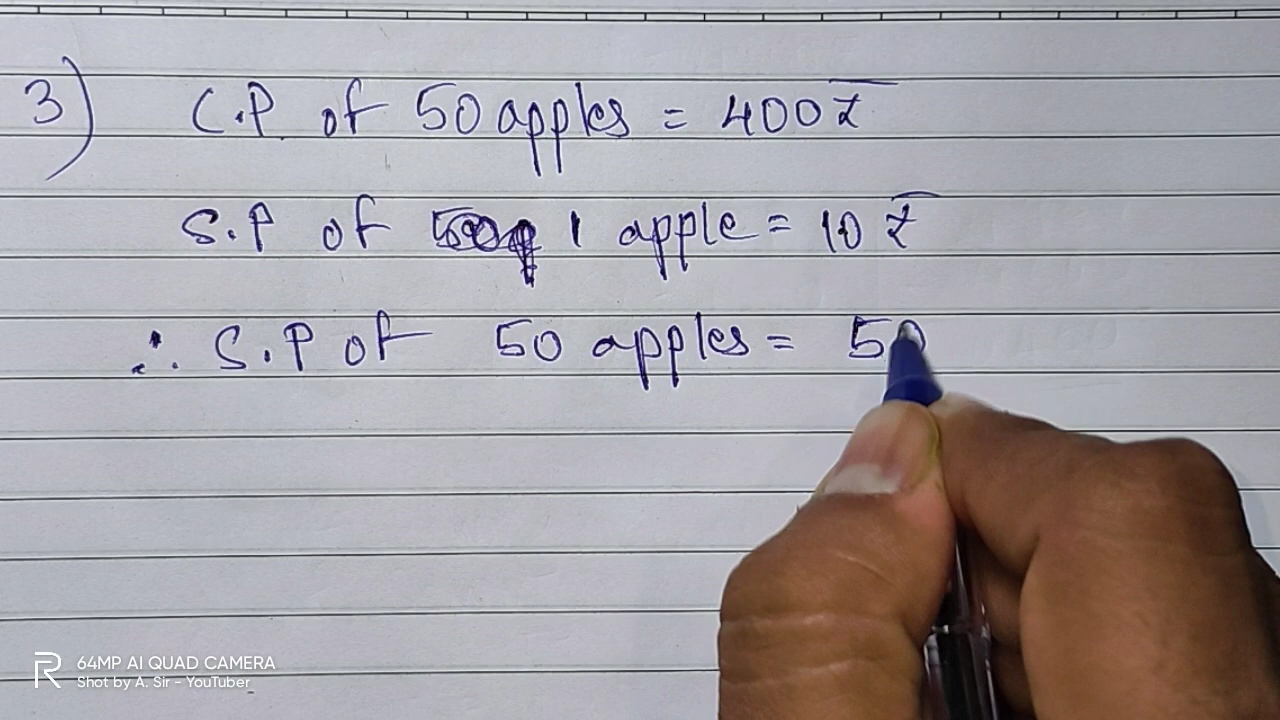 3) C.P of 50 apples = 400 ₹
S.P of 1 apple = 10 ₹
∴ S.P of 50 apples = 50
64MP AI QUAD CAMERA
Shot by A. Sir - YouTuber